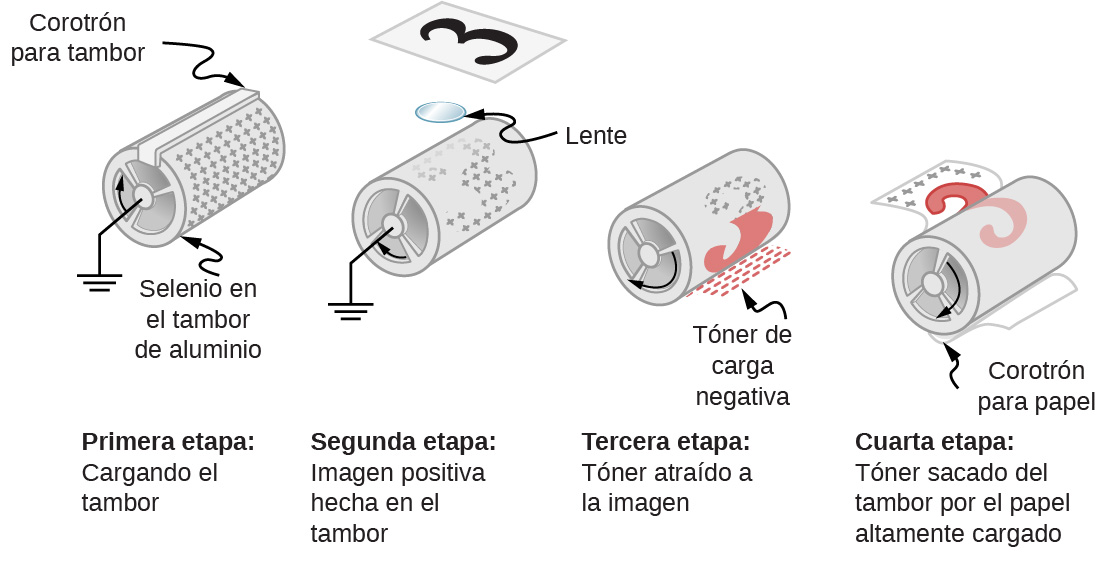 Corotrón
para tambor
3
Lente
Selenio en
el tambor
de aluminio
Tóner de
carga
negativa
Corotrón
para papel
Primera etapa:
Cargando el
tambor
Segunda etapa:
Imagen positiva
hecha en el
tambor
Tercera etapa:
Tóner atraído a
la imagen
Cuarta etapa:
Tóner sacado del
tambor por el papel
altamente cargado